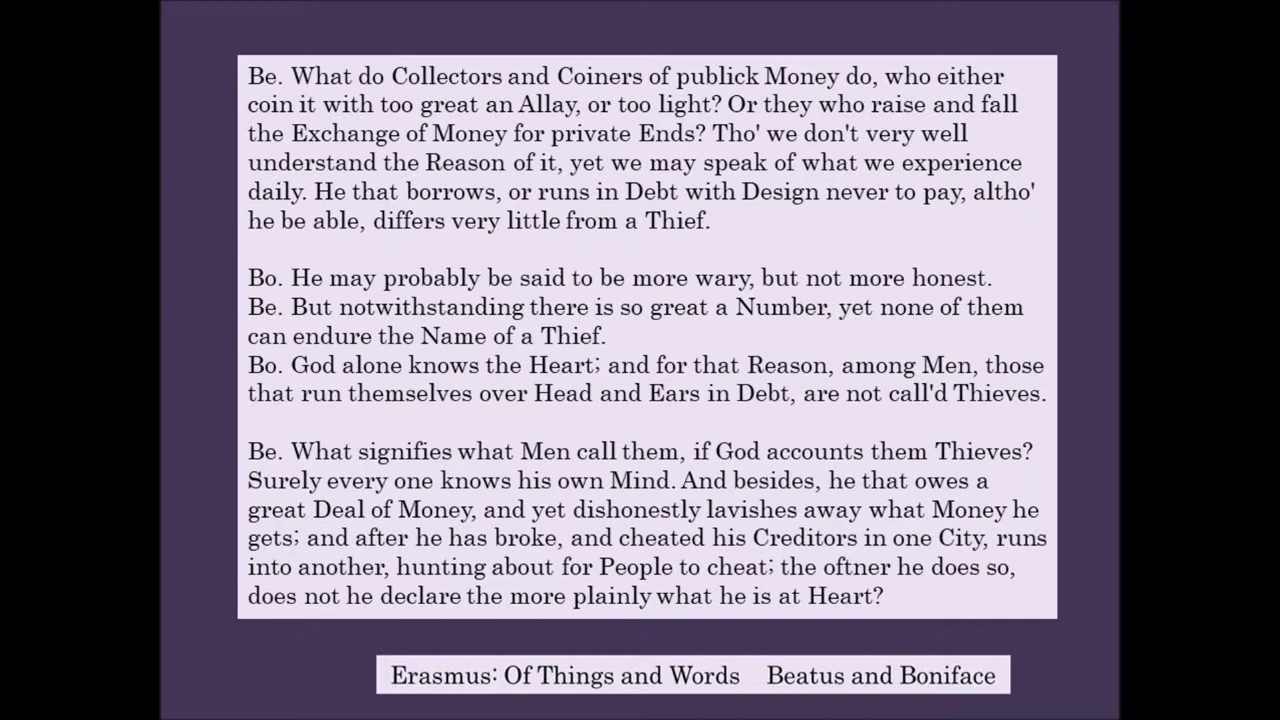 Be. What do Collectors and Coiners of publick Money do, who either
coin it with too great an Allay, or too light? Or they who raise and fall
the Exchange of Money for private Ends? Tho' we don't very well
understand the Reason of it, yet we may speak of what we experience
daily. He that borrows, or runs in Debt with Design never to pay, altho'
he be able, differs very little from a Thief.
Bo. He may probably be said to be more wary, but not more honest.
Be. But notwithstanding there is so great a Number, yet none of them
can endure the Name of a Thief.
Bo. God alone knows the Heart; and for that Reason, among Men, those
that run themselves over Head and Ears in Debt, are not call'd Thieves.
Be. What signifies what Men call them, if God accounts them Thieves?
Surely every one knows his own Mind. And besides, he that owes a
great Deal of Money, and yet dishonestly lavishes away what Money he
gets; and after he has broke, and cheated his Creditors in one City, runs
into another, hunting about for People to cheat; the oftner he does so,
does not he declare the more plainly what he is at Heart?
Erasmus: Of Things and Words Beatus and Boniface